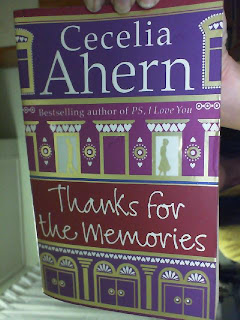 Cecelia
Ahern
Bestselling author of PS, I Love You
Thanks for
the Memories